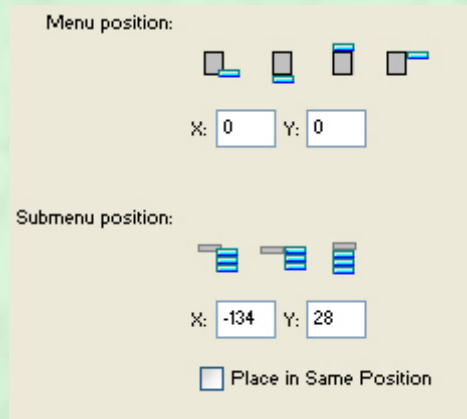 Menu position:
X: 0 Y: 0
Submenu position:
X: -134 Y: 28
Place in Same Position